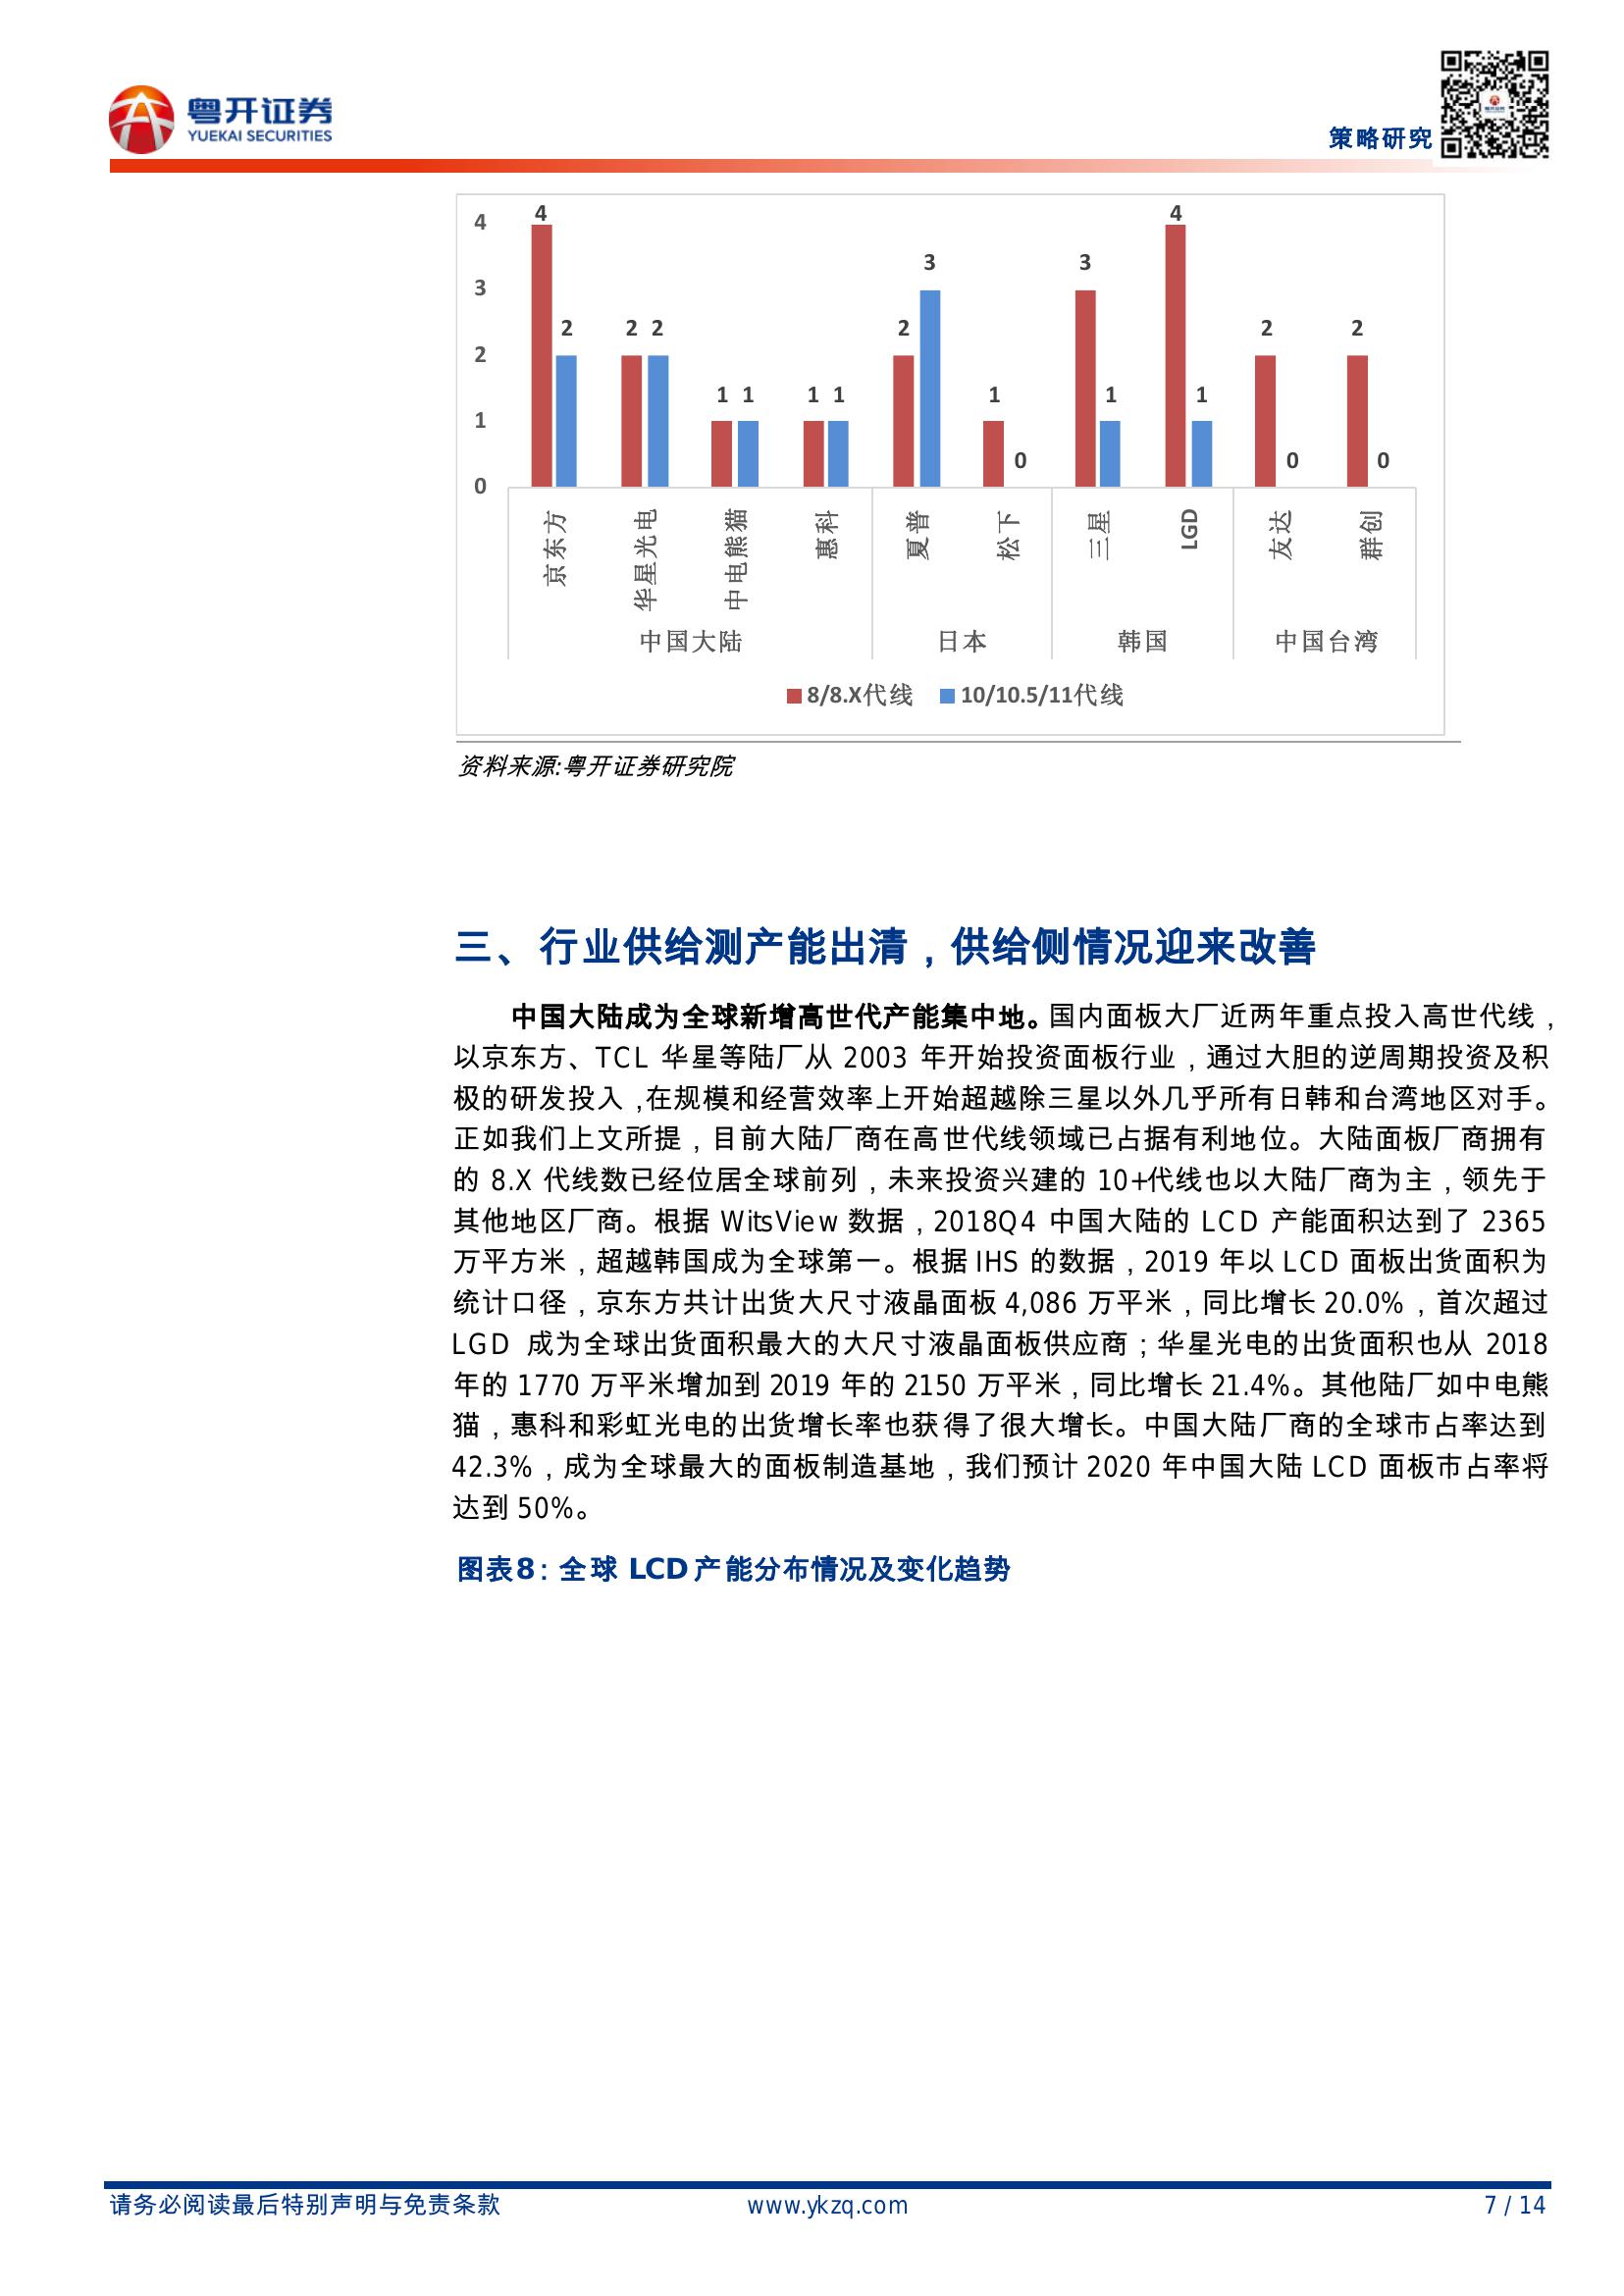 粤开证券
YUEKAI SECURITIES
策略研究
4
3
2
1
0
4
2
2 2
1 1
1 1
2
3
1
0
3
1
4
1
2
0
2
0
京东方
华星光电
中电熊猫
惠科
夏普
松下
三星
LGD
友达
群创
中国大陆
日本
韩国
中国台湾
8/8.X代线
10/10.5/11代线
资料来源:粤开证券研究院
三、行业供给测产能出清，供给侧情况迎来改善
中国大陆成为全球新增高世代产能集中地。国内面板大厂近两年重点投入高世代线，
以京东方、TCL 华星等陆厂从 2003 年开始投资面板行业，通过大胆的逆周期投资及积
极的研发投入，在规模和经营效率上开始超越除三星以外几乎所有日韩和台湾地区对手。
正如我们上文所提，目前大陆厂商在高世代线领域已占据有利地位。大陆面板厂商拥有
的 8.X 代线数已经位居全球前列，未来投资兴建的 10+代线也以大陆厂商为主，领先于
其他地区厂商。根据 WitsView 数据，2018Q4 中国大陆的 LCD 产能面积达到了 2365
万平方米，超越韩国成为全球第一。根据 IHS 的数据，2019 年以 LCD 面板出货面积为
统计口径，京东方共计出货大尺寸液晶面板 4,086 万平米，同比增长 20.0%，首次超过
LGD 成为全球出货面积最大的大尺寸液晶面板供应商；华星光电的出货面积也从 2018
年的 1770 万平米增加到 2019 年的 2150 万平米，同比增长 21.4%。其他陆厂如中电熊
猫，惠科和彩虹光电的出货增长率也获得了很大增长。中国大陆厂商的全球市占率达到
42.3%，成为全球最大的面板制造基地，我们预计 2020 年中国大陆 LCD 面板市占率将
达到 50%。
图表8：全球 LCD 产能分布情况及变化趋势
请务必阅读最后特别声明与免责条款
www.ykzq.com
7 / 14